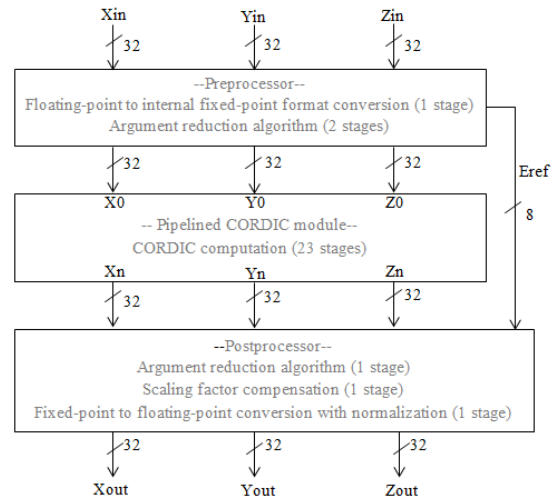 Xin Yin Zin
32 32 32
--Preprocessor--
Floating-point to internal fixed-point format conversion (1 stage)
Argument reduction algorithm (2 stages)
32 32 32
Eref
8
X0 Y0 Z0
-- Pipelined CORDIC module--
CORDIC computation (23 stages)
Xn Yn Zn
32 32 32
--Postprocessor--
Argument reduction algorithm (1 stage)
Scaling factor compensation (1 stage)
Fixed-point to floating-point conversion with normalization (1 stage)
32 32 32
Xout Yout Zout